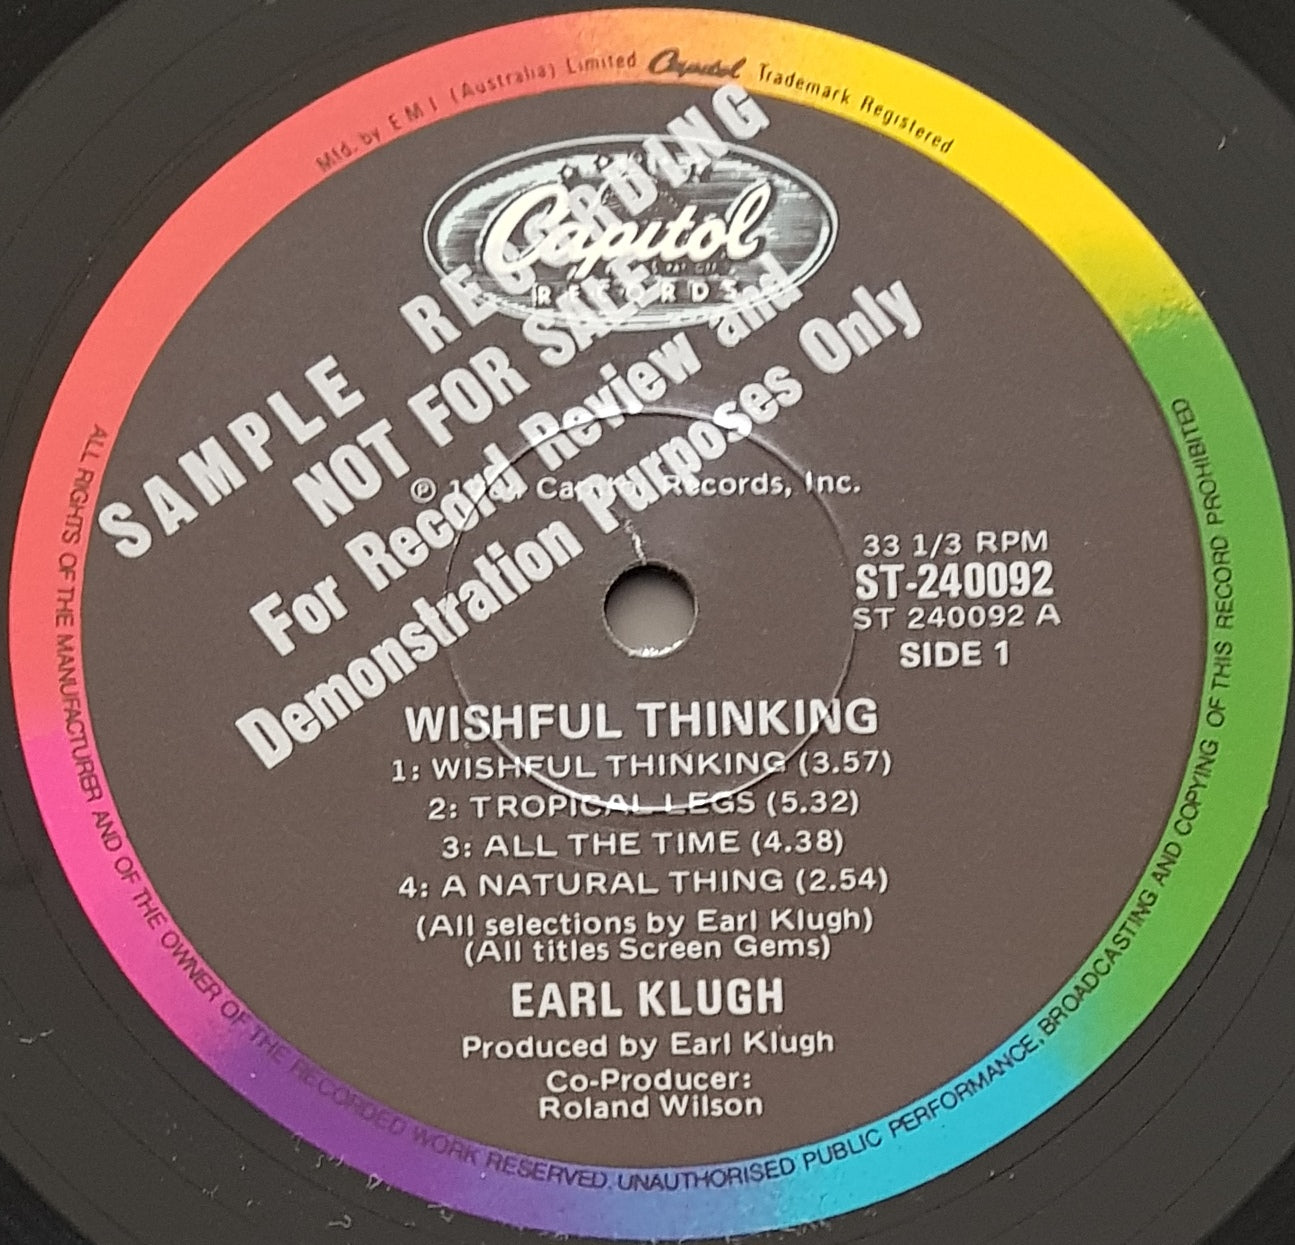 Mfd. by E M I (Australia) Limited Capitol Trademark Registered
Capitol
RECORDS
SAMPLE RECORDING
NOT FOR SALE
For Record Review and
Demonstration Purposes Only
℗ Capitol Records, Inc.
33 1/3 RPM
ST-240092
ST 240092 A
SIDE 1
WISHFUL THINKING
1: WISHFUL THINKING (3.57)
2: TROPICAL LEGS (5.32)
3: ALL THE TIME (4.38)
4: A NATURAL THING (2.54)
(All selections by Earl Klugh)
(All titles Screen Gems)
EARL KLUGH
Produced by Earl Klugh
Co-Producer:
Roland Wilson
ALL RIGHTS OF THE MANUFACTURER AND OF THE OWNER OF THE RECORDED WORK RESERVED. UNAUTHORISED PUBLIC PERFORMANCE, BROADCASTING AND COPYING OF THIS RECORD PROHIBITED